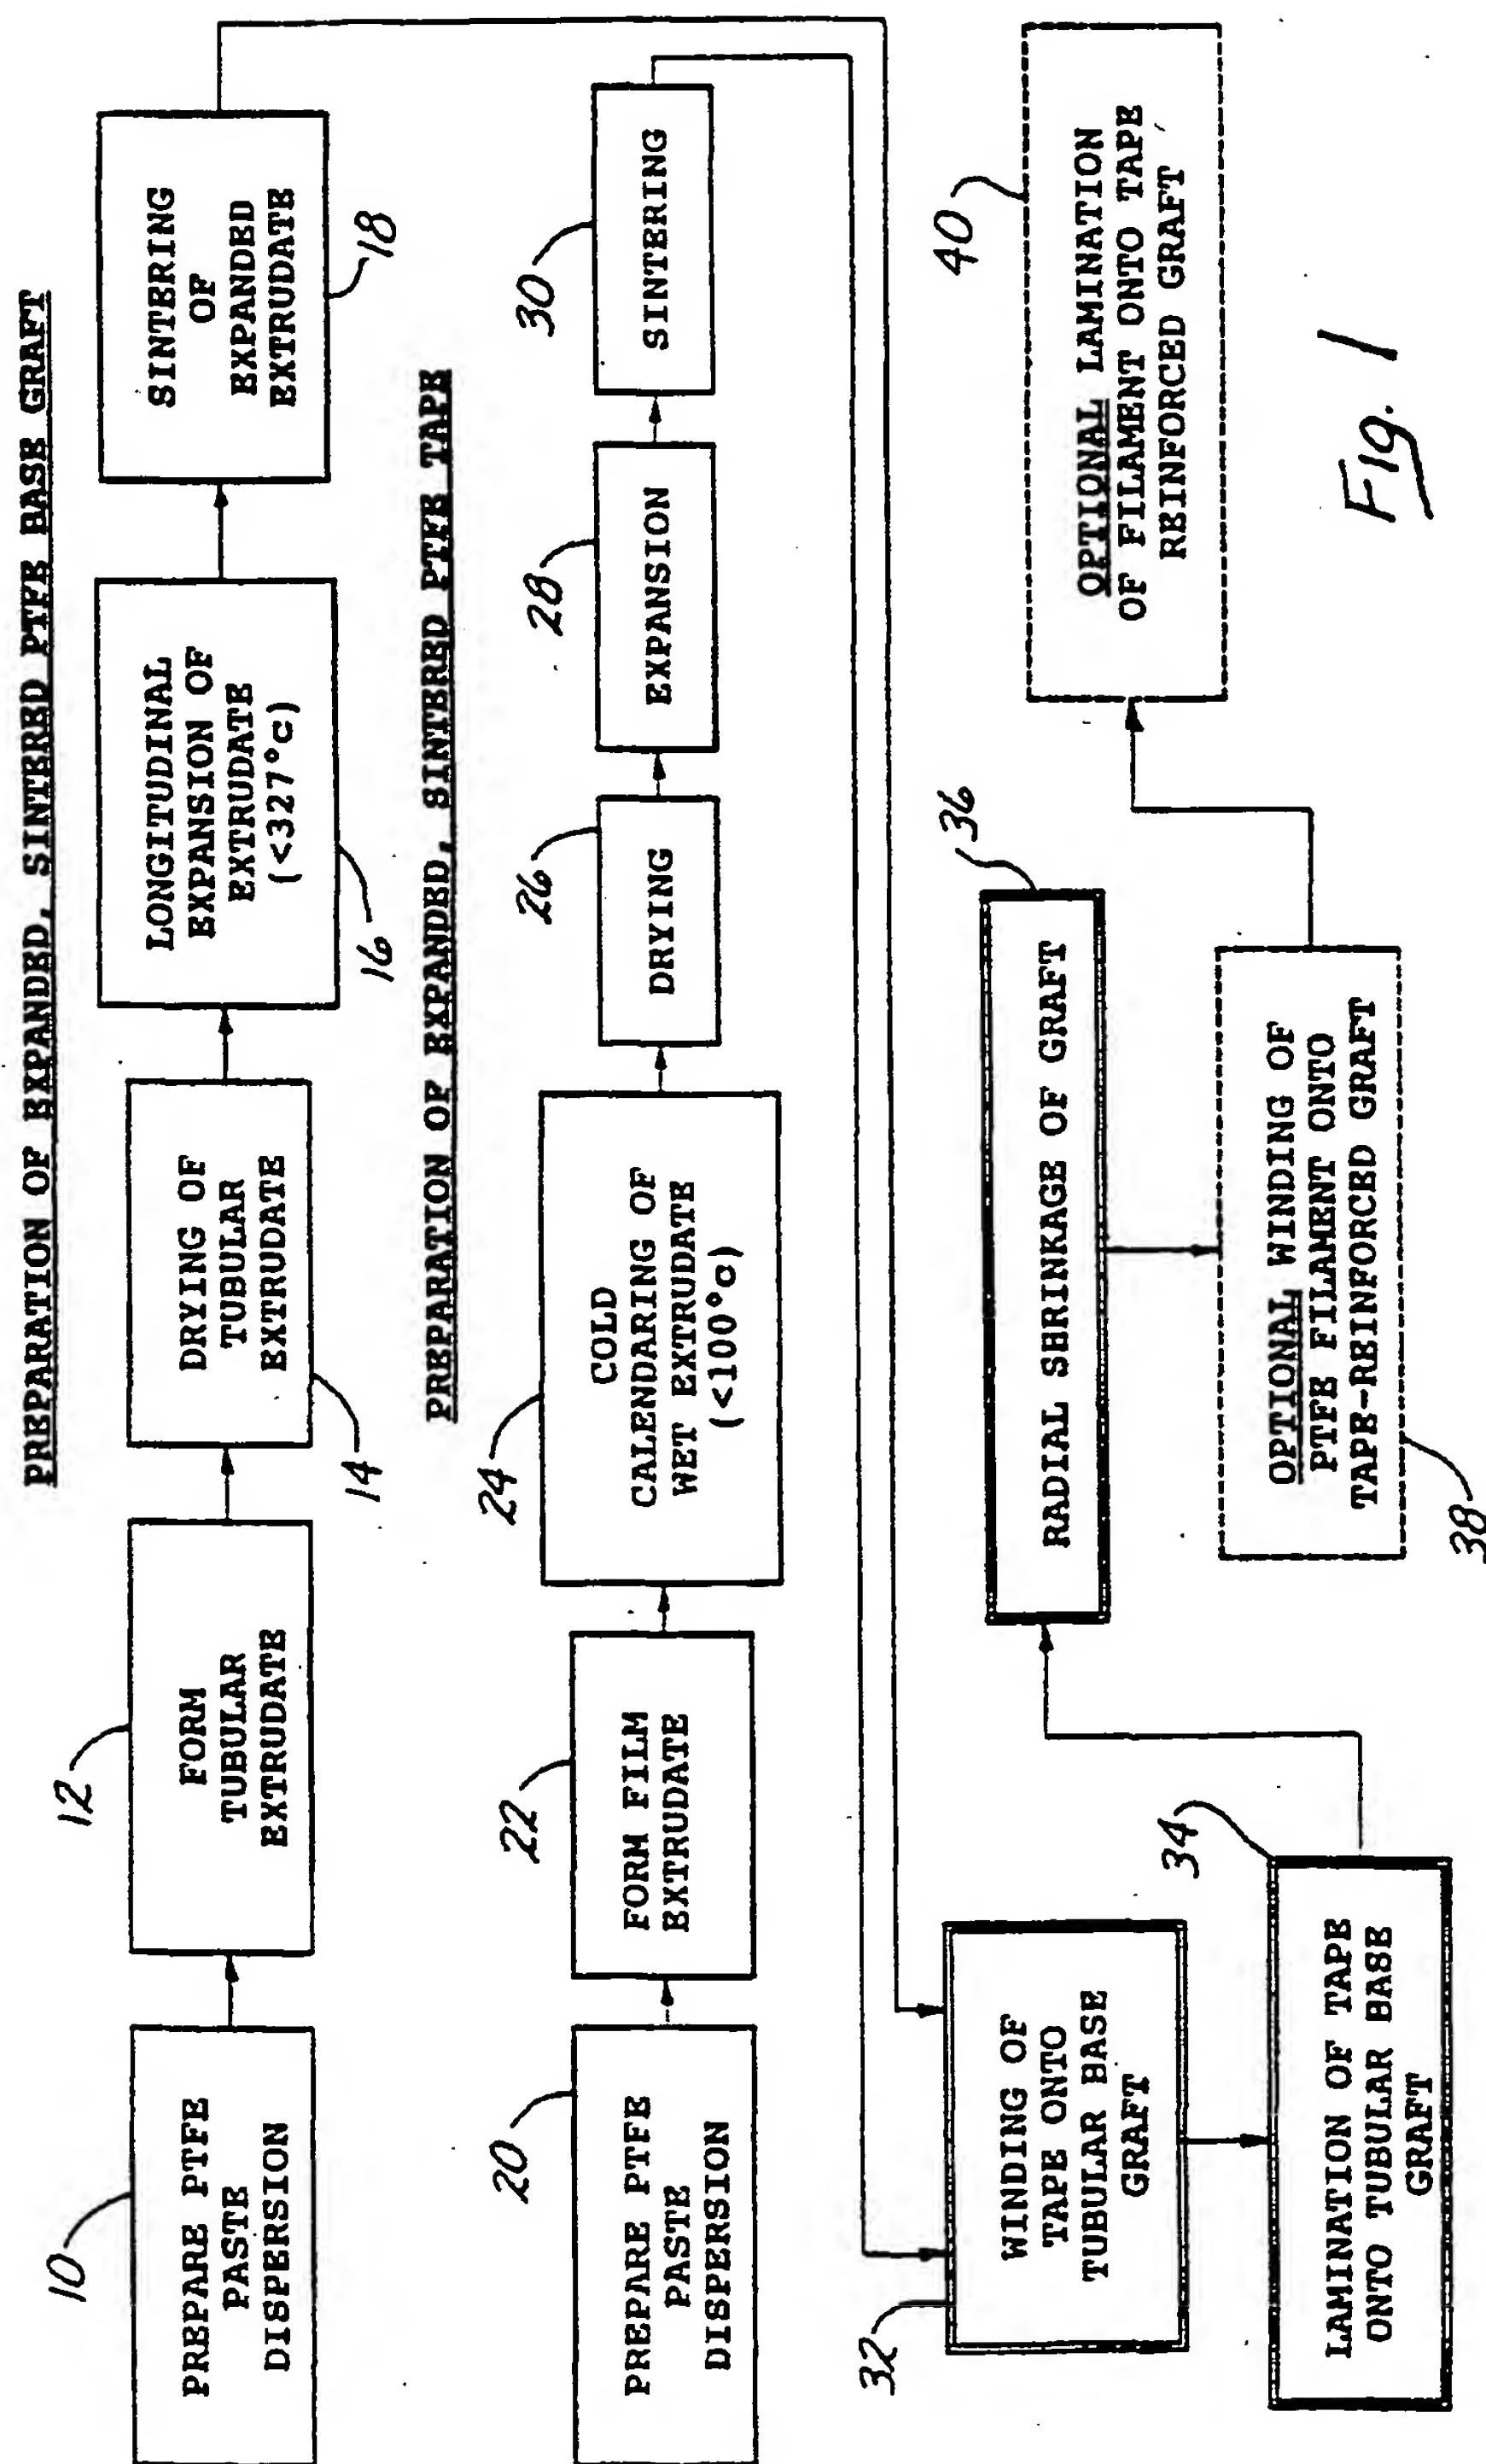 PREPARATION OF EXPANDED, SINTERED PTFE BASE GRAFT
10
PREPARE PTFE
PASTE
DISPERSION
12
FORM
TUBULAR
EXTRUDATE
DRYING OF
TUBULAR
EXTRUDATE
14
LONGITUDINAL
EXPANSION OF
EXTRUDATE
(<327°C)
16
SINTERING
OF
EXPANDED
EXTRUDATE
18
PREPARATION OF EXPANDED, SINTERED PTFE TAPE
20
PREPARE PTFE
PASTE
DISPERSION
22
FORM FILM
EXTRUDATE
24
COLD
CALENDARING OF
WET EXTRUDATE
(<100°C)
26
DRYING
28
EXPANSION
30
SINTERING
32
WINDING OF
TAPE ONTO
TUBULAR BASE
GRAFT
34
LAMINATION OF TAPE
ONTO TUBULAR BASE
GRAFT
36
RADIAL SHRINKAGE OF GRAFT
OPTIONAL WINDING OF
PTFE FILAMENT ONTO
TAPE-REINFORCED GRAFT
38
40
OPTIONAL LAMINATION
OF FILAMENT ONTO TAPE
REINFORCED GRAFT
Fig. 1